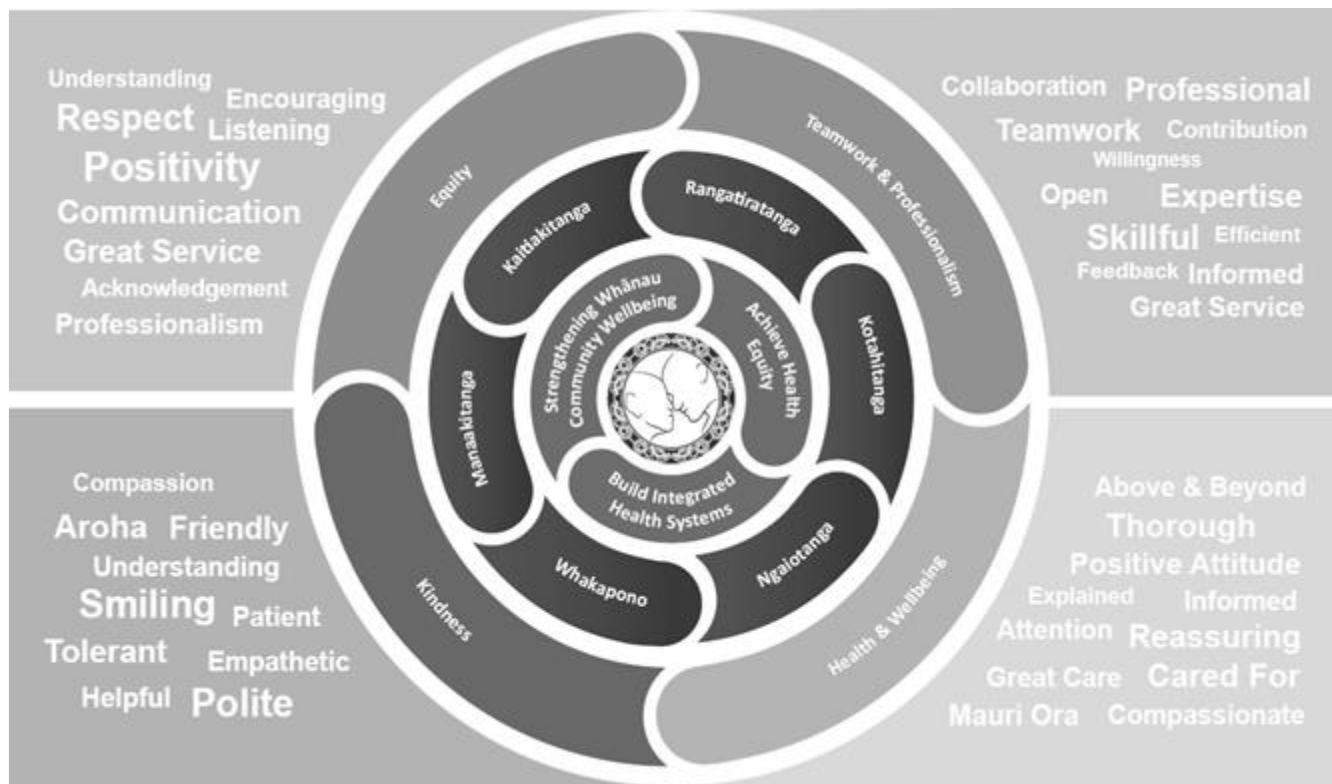 Understanding
Encouraging
Respect
Listening
Positivity
Communication
Great Service
Acknowledgement
Professionalism
Collaboration
Professional
Teamwork
Contribution
Willingness
Open
Expertise
Skillful
Efficient
Feedback
Informed
Great Service
Equity
Teamwork & Professionalism
Kaitiakitanga
Rangatiratanga
Kotahitanga
Ngaiotanga
Whakapono
Manaakitanga
Strengthening Whānau
Community Wellbeing
Achieve Health
Equity
Build Integrated
Health Systems
Kindness
Health & Wellbeing
Compassion
Aroha
Friendly
Understanding
Smiling
Patient
Tolerant
Empathetic
Helpful
Polite
Above & Beyond
Thorough
Positive Attitude
Explained
Informed
Attention
Reassuring
Great Care
Cared For
Mauri Ora
Compassionate